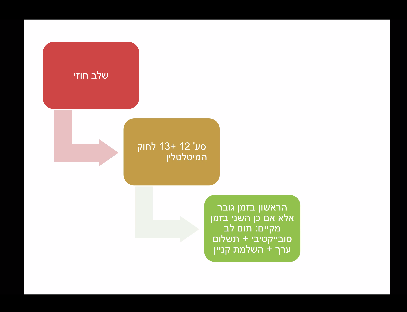 שלב חוזי
סע' 12 +13 לחוק
המיטלטלין
הראשון בזמן גובר
אלא אם כן השני בזמן
מקיים: תום לב
סובייקטיבי + תשלום
ערך + השלמת קניין